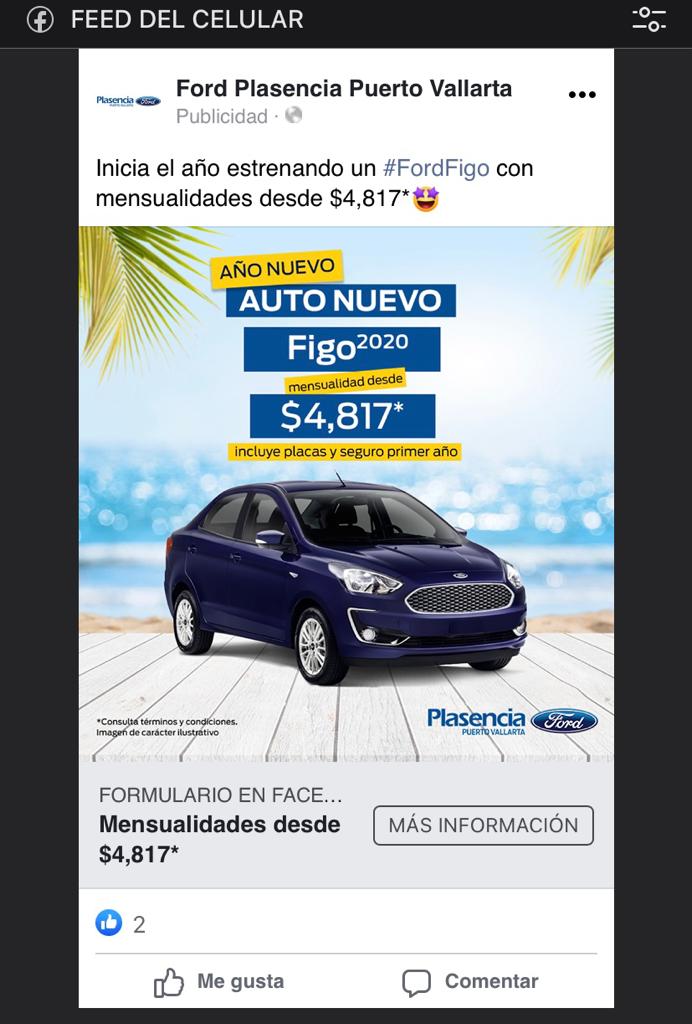 FEED DEL CELULAR
Ford Plasencia Puerto Vallarta
Publicidad ·
Inicia el año estrenando un #FordFigo con
mensualidades desde $4,817*🤩
AÑO NUEVO
AUTO NUEVO
Figo2020
mensualidad desde
$4,817*
incluye placas y seguro primer año
*Consulta términos y condiciones.
Imagen de carácter ilustrativo
Plasencia Ford
PUERTO VALLARTA
FORMULARIO EN FACE...
Mensualidades desde
$4,817*
MÁS INFORMACIÓN
2
Me gusta
Comentar